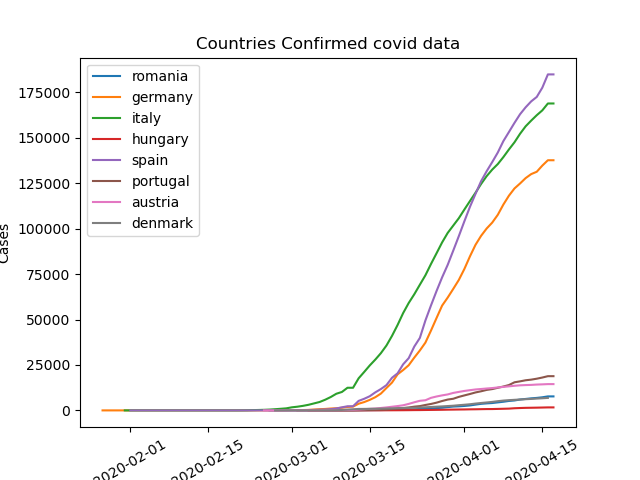 Countries Confirmed covid data
romania
germany
italy
hungary
spain
portugal
austria
denmark
175000
150000
125000
100000
75000
50000
25000
0
Cases
2020-02-01
2020-02-15
2020-03-01
2020-03-15
2020-04-01
2020-04-15